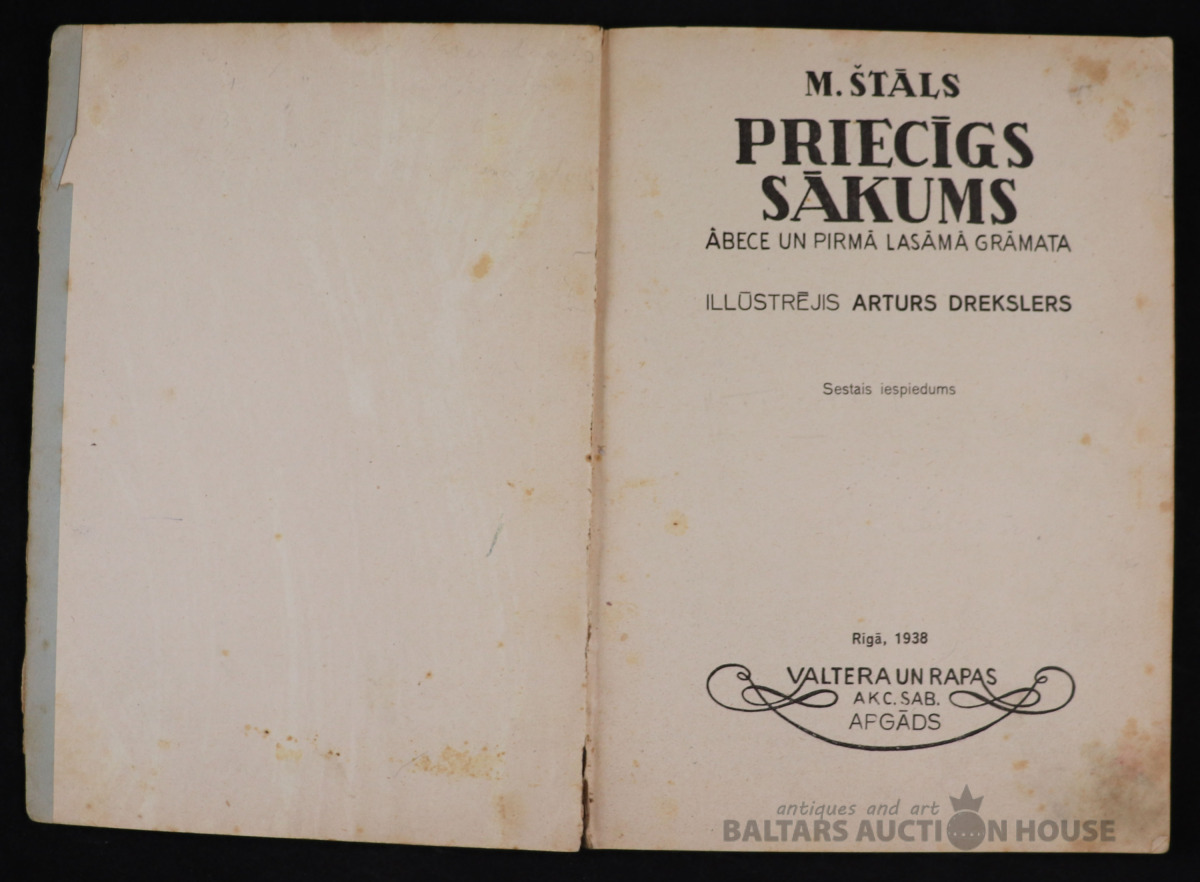 M. ŠTĀLS
PRIECĪGS
SĀKUMS
ĀBECE UN PIRMĀ LASĀMĀ GRĀMATA
ILLŪSTRĒJIS ARTURS DREKSLERS
Sestais iespiedums
Rīgā, 1938
VALTERA UN RAPAS
AKC. SAB.
APGĀDS
antiques and art
BALTARS AUCTION HOUSE